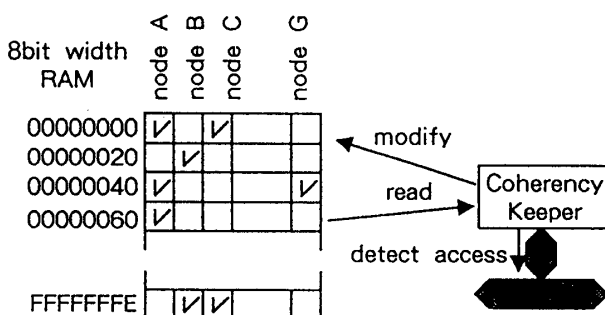 8bit width
RAM
node A
node B
node C
node G
00000000
00000020
00000040
00000060
FFFFFFFE
modify
read
Coherency
Keeper
detect access